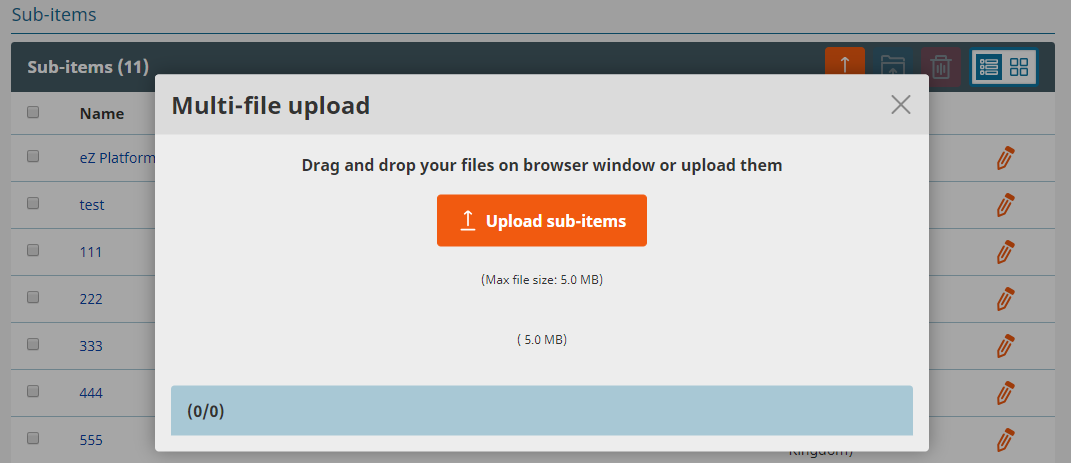 Sub-items
Sub-items (11)
Multi-file upload
Name
Drag and drop your files on browser window or upload them
eZ Platform
test
Upload sub-items
111
(Max file size: 5.0 MB)
222
( 5.0 MB)
333
444
(0/0)
555
Kingdom)